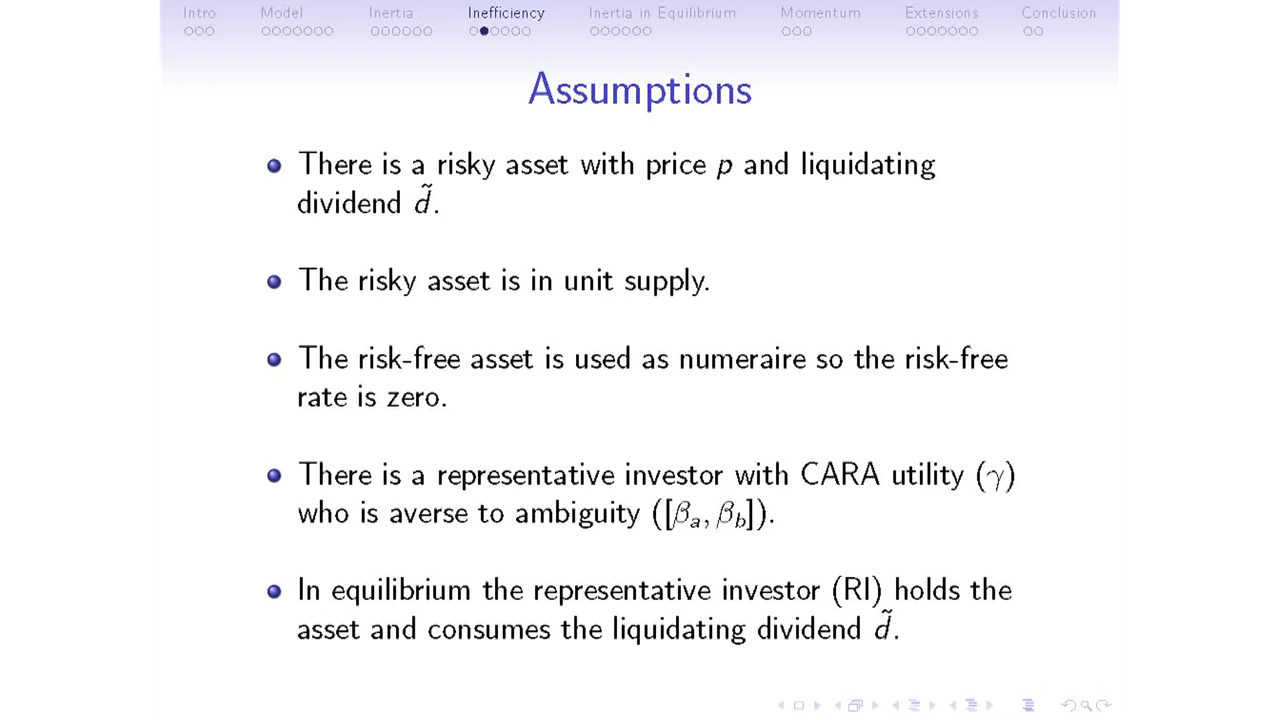 Intro Model Inertia Inefficiency Inertia in Equilibrium Momentum Extensions Conclusion
Assumptions
There is a risky asset with price p and liquidating
dividend d̃.
The risky asset is in unit supply.
The risk-free asset is used as numeraire so the risk-free
rate is zero.
There is a representative investor with CARA utility (γ)
who is averse to ambiguity ([βₐ, β_b]).
In equilibrium the representative investor (RI) holds the
asset and consumes the liquidating dividend d̃.